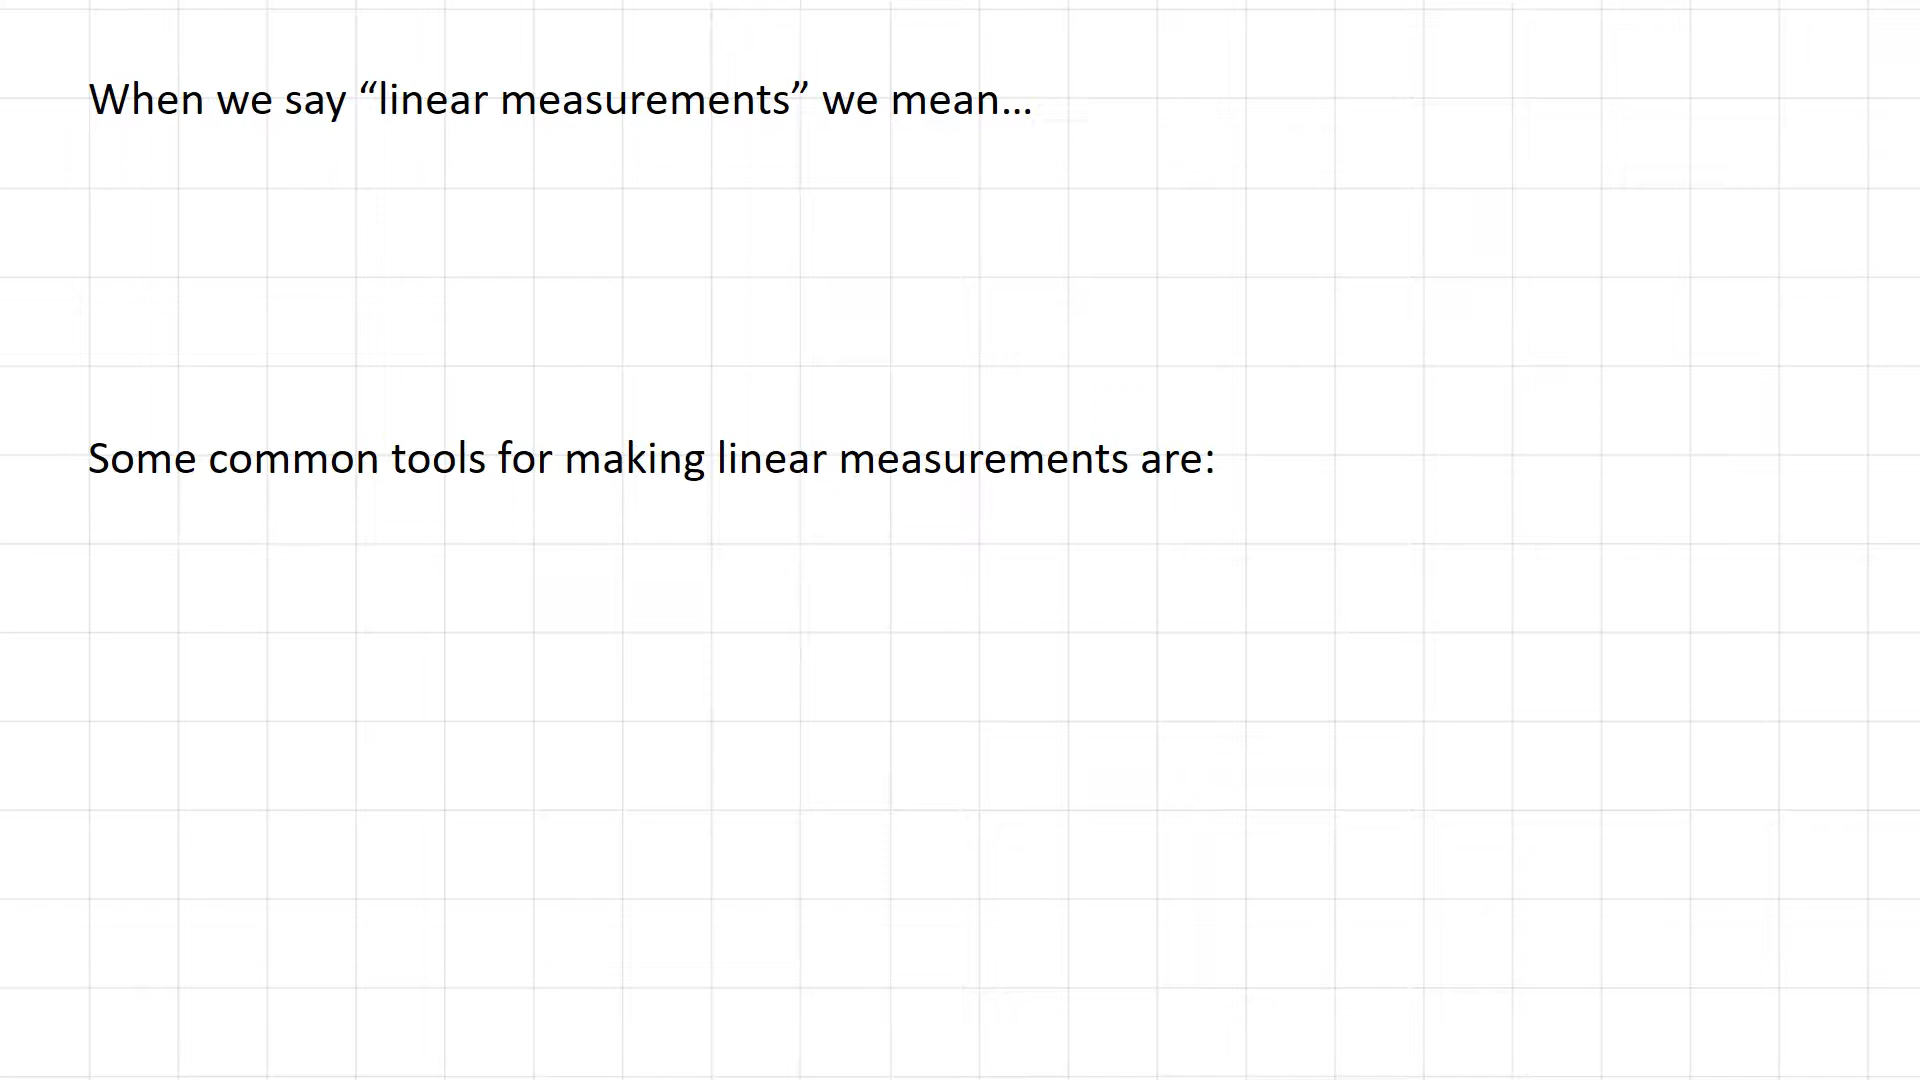 When we say “linear measurements” we mean…
Some common tools for making linear measurements are: